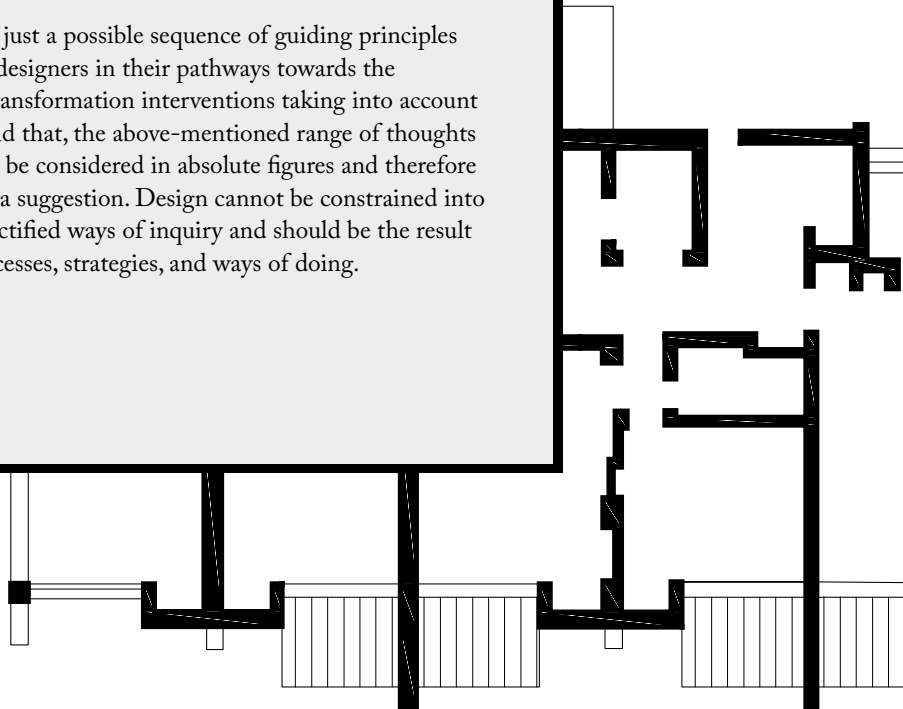 just a possible sequence of guiding principles
designers in their pathways towards the
ansformation interventions taking into account
d that, the above-mentioned range of thoughts
be considered in absolute figures and therefore
a suggestion. Design cannot be constrained into
ctified ways of inquiry and should be the result
cesses, strategies, and ways of doing.